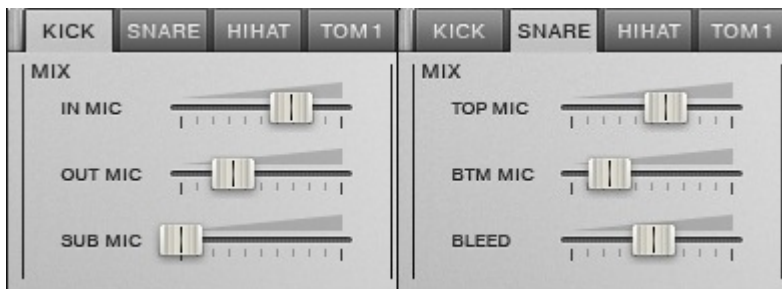 KICK SNARE HIHAT TOM 1
MIX
IN MIC
OUT MIC
SUB MIC
KICK SNARE HIHAT TOM 1
MIX
TOP MIC
BTM MIC
BLEED